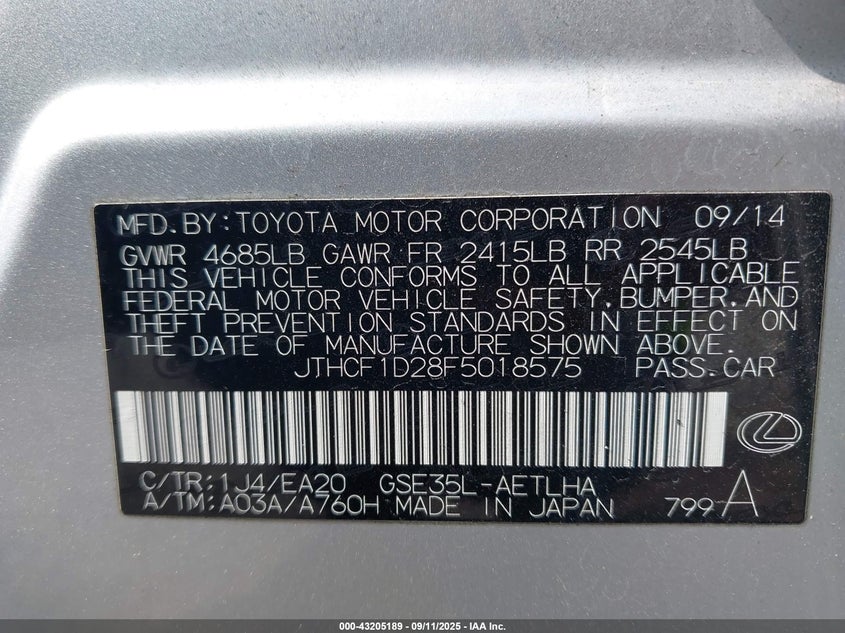 MFD.BY:TOYOTA MOTOR CORPORATION 09/14
GVWR 4685LB GAWR FR 2415LB RR 2545LB
THIS VEHICLE CONFORMS TO ALL APPLICABLE
FEDERAL MOTOR VEHICLE SAFETY,BUMPER,AND
THEFT PREVENTION STANDARDS IN EFFECT ON
THE DATE OF MANUFACTURE SHOWN ABOVE.
JTHCF1D28F5018575 PASS.CAR
C/TR:1J4/EA20 GSE35L-AETLHA
A/TM:A03A/A760H MADE IN JAPAN 799 A
000-43205189 - 09/11/2025 - IAA Inc.